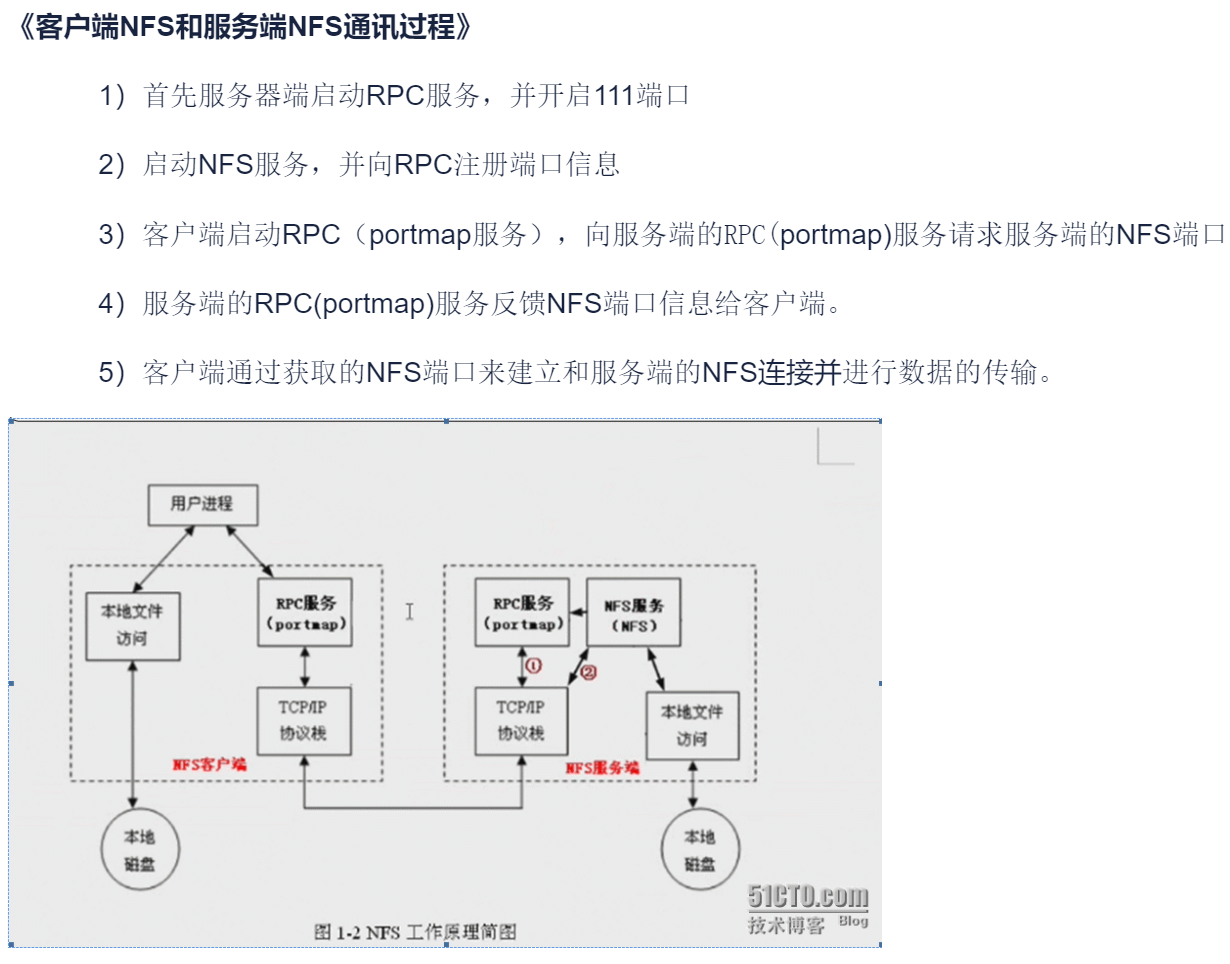 《客户端NFS和服务端NFS通讯过程》
1）首先服务器端启动RPC服务，并开启111端口
2）启动NFS服务，并向RPC注册端口信息
3）客户端启动RPC（portmap服务），向服务端的RPC(portmap)服务请求服务端的NFS端口
4）服务端的RPC(portmap)服务反馈NFS端口信息给客户端。
5）客户端通过获取的NFS端口来建立和服务端的NFS连接并进行数据的传输。
用户进程
本地文件
访问
RPC服务
(portmap)
TCP/IP
协议栈
NFS客户端
本地
磁盘
RPC服务
(portmap)
NFS服务
(NFS)
①
②
TCP/IP
协议栈
本地文件
访问
NFS服务端
本地
磁盘
51CTO.com
技术博客 Blog
图 1-2 NFS 工作原理简图